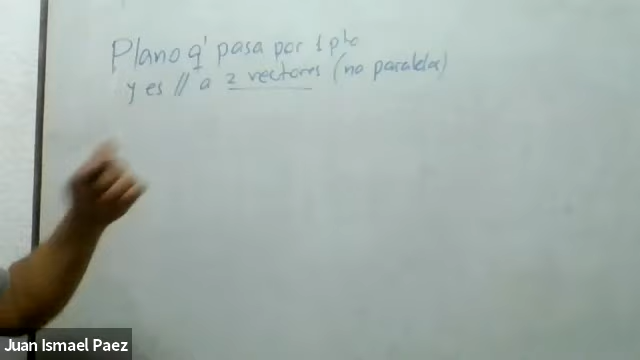 Plano q' pasa por 1 pto
y es // a 2 vectores (no paralelos)
Juan Ismael Paez